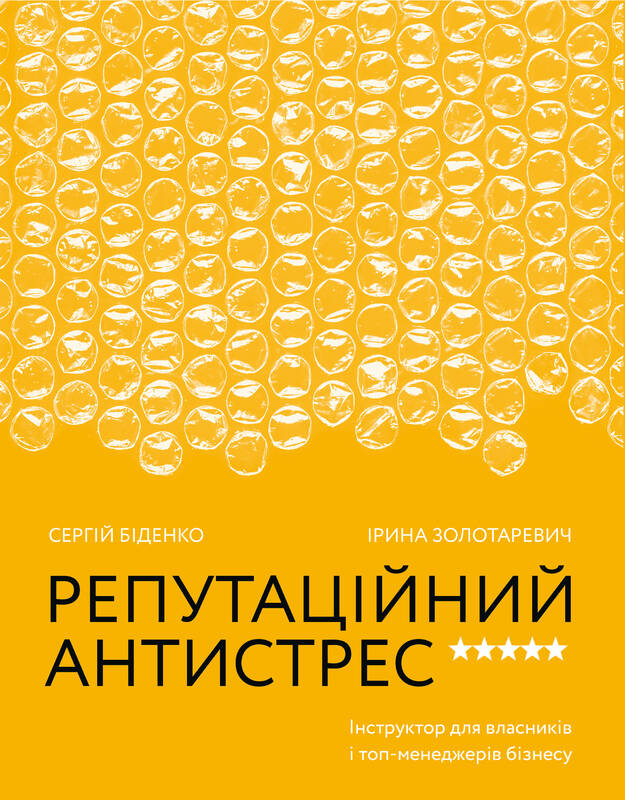 СЕРГІЙ БІДЕНКО
ІРИНА ЗОЛОТАРЕВИЧ
РЕПУТАЦІЙНИЙ
АНТИСТРЕС
Інструктор для власників
і топ-менеджерів бізнесу